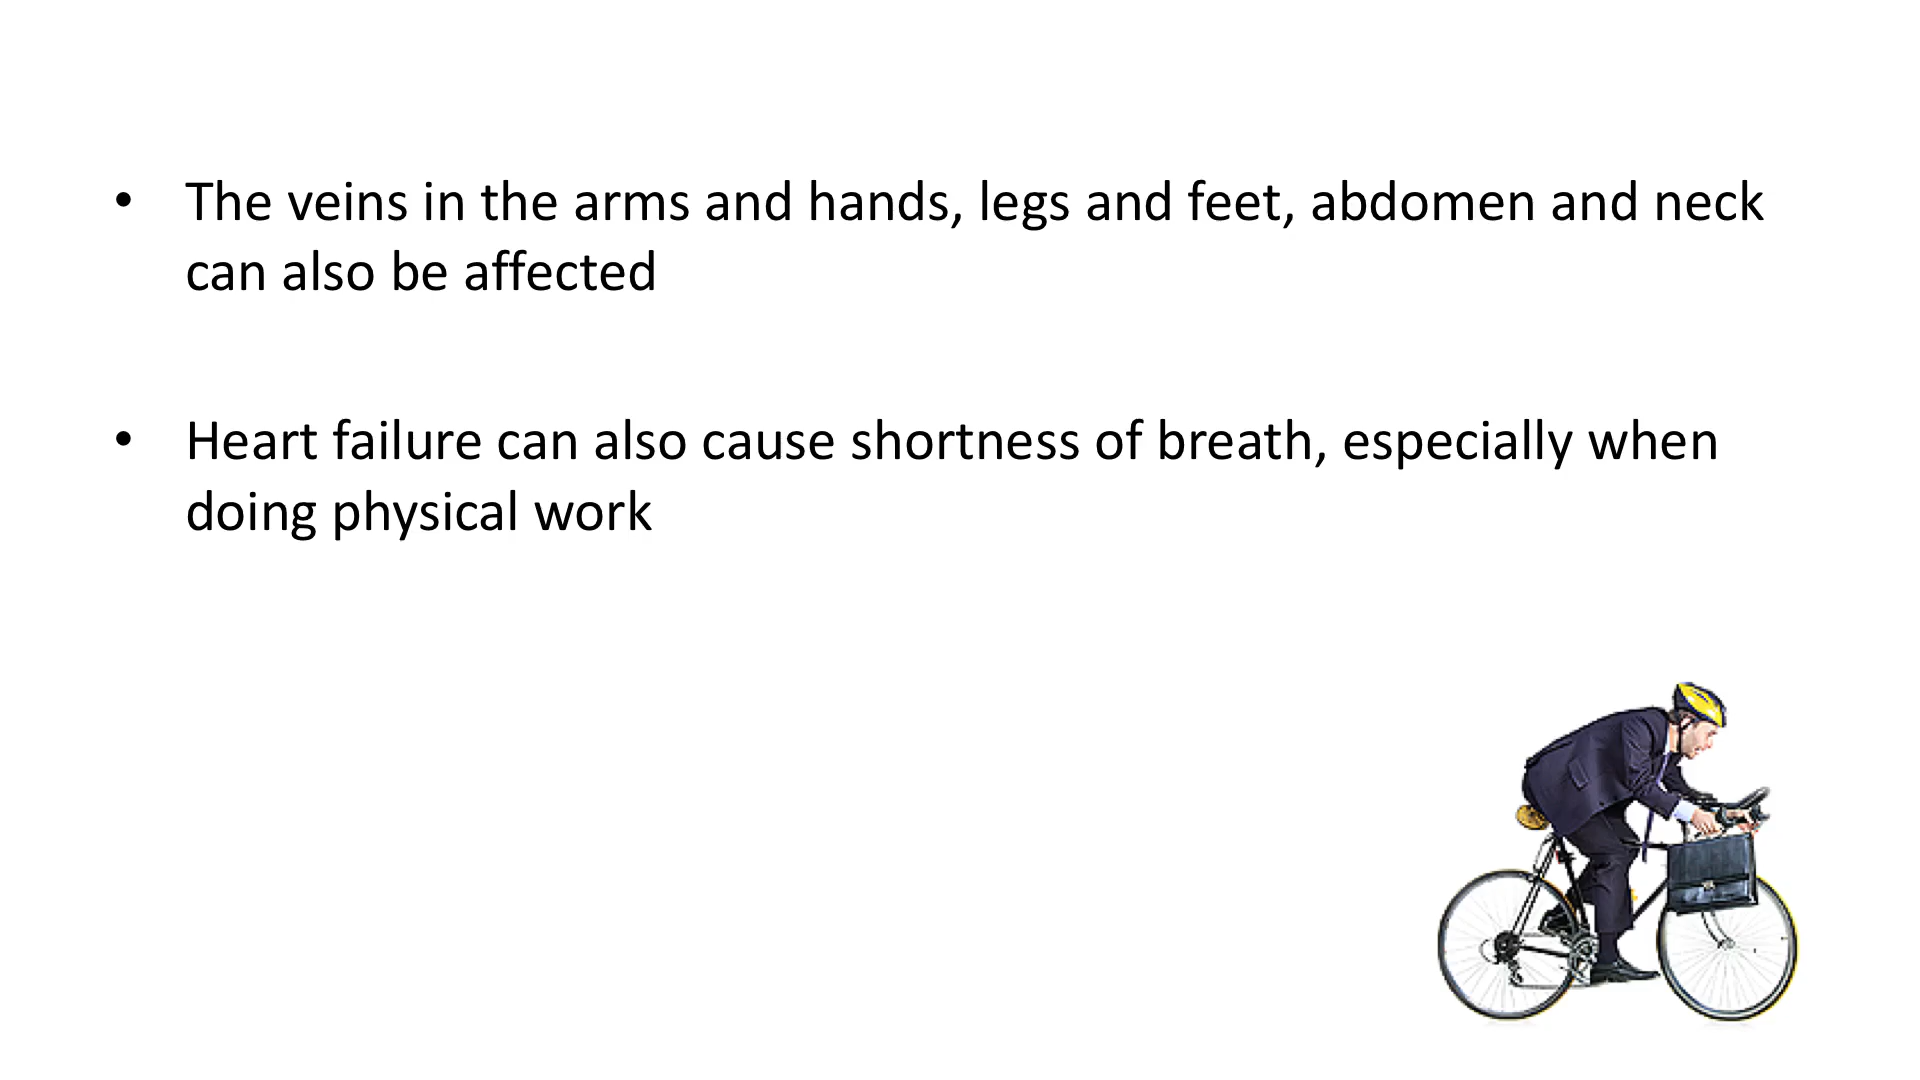 • The veins in the arms and hands, legs and feet, abdomen and neck
can also be affected
• Heart failure can also cause shortness of breath, especially when
doing physical work